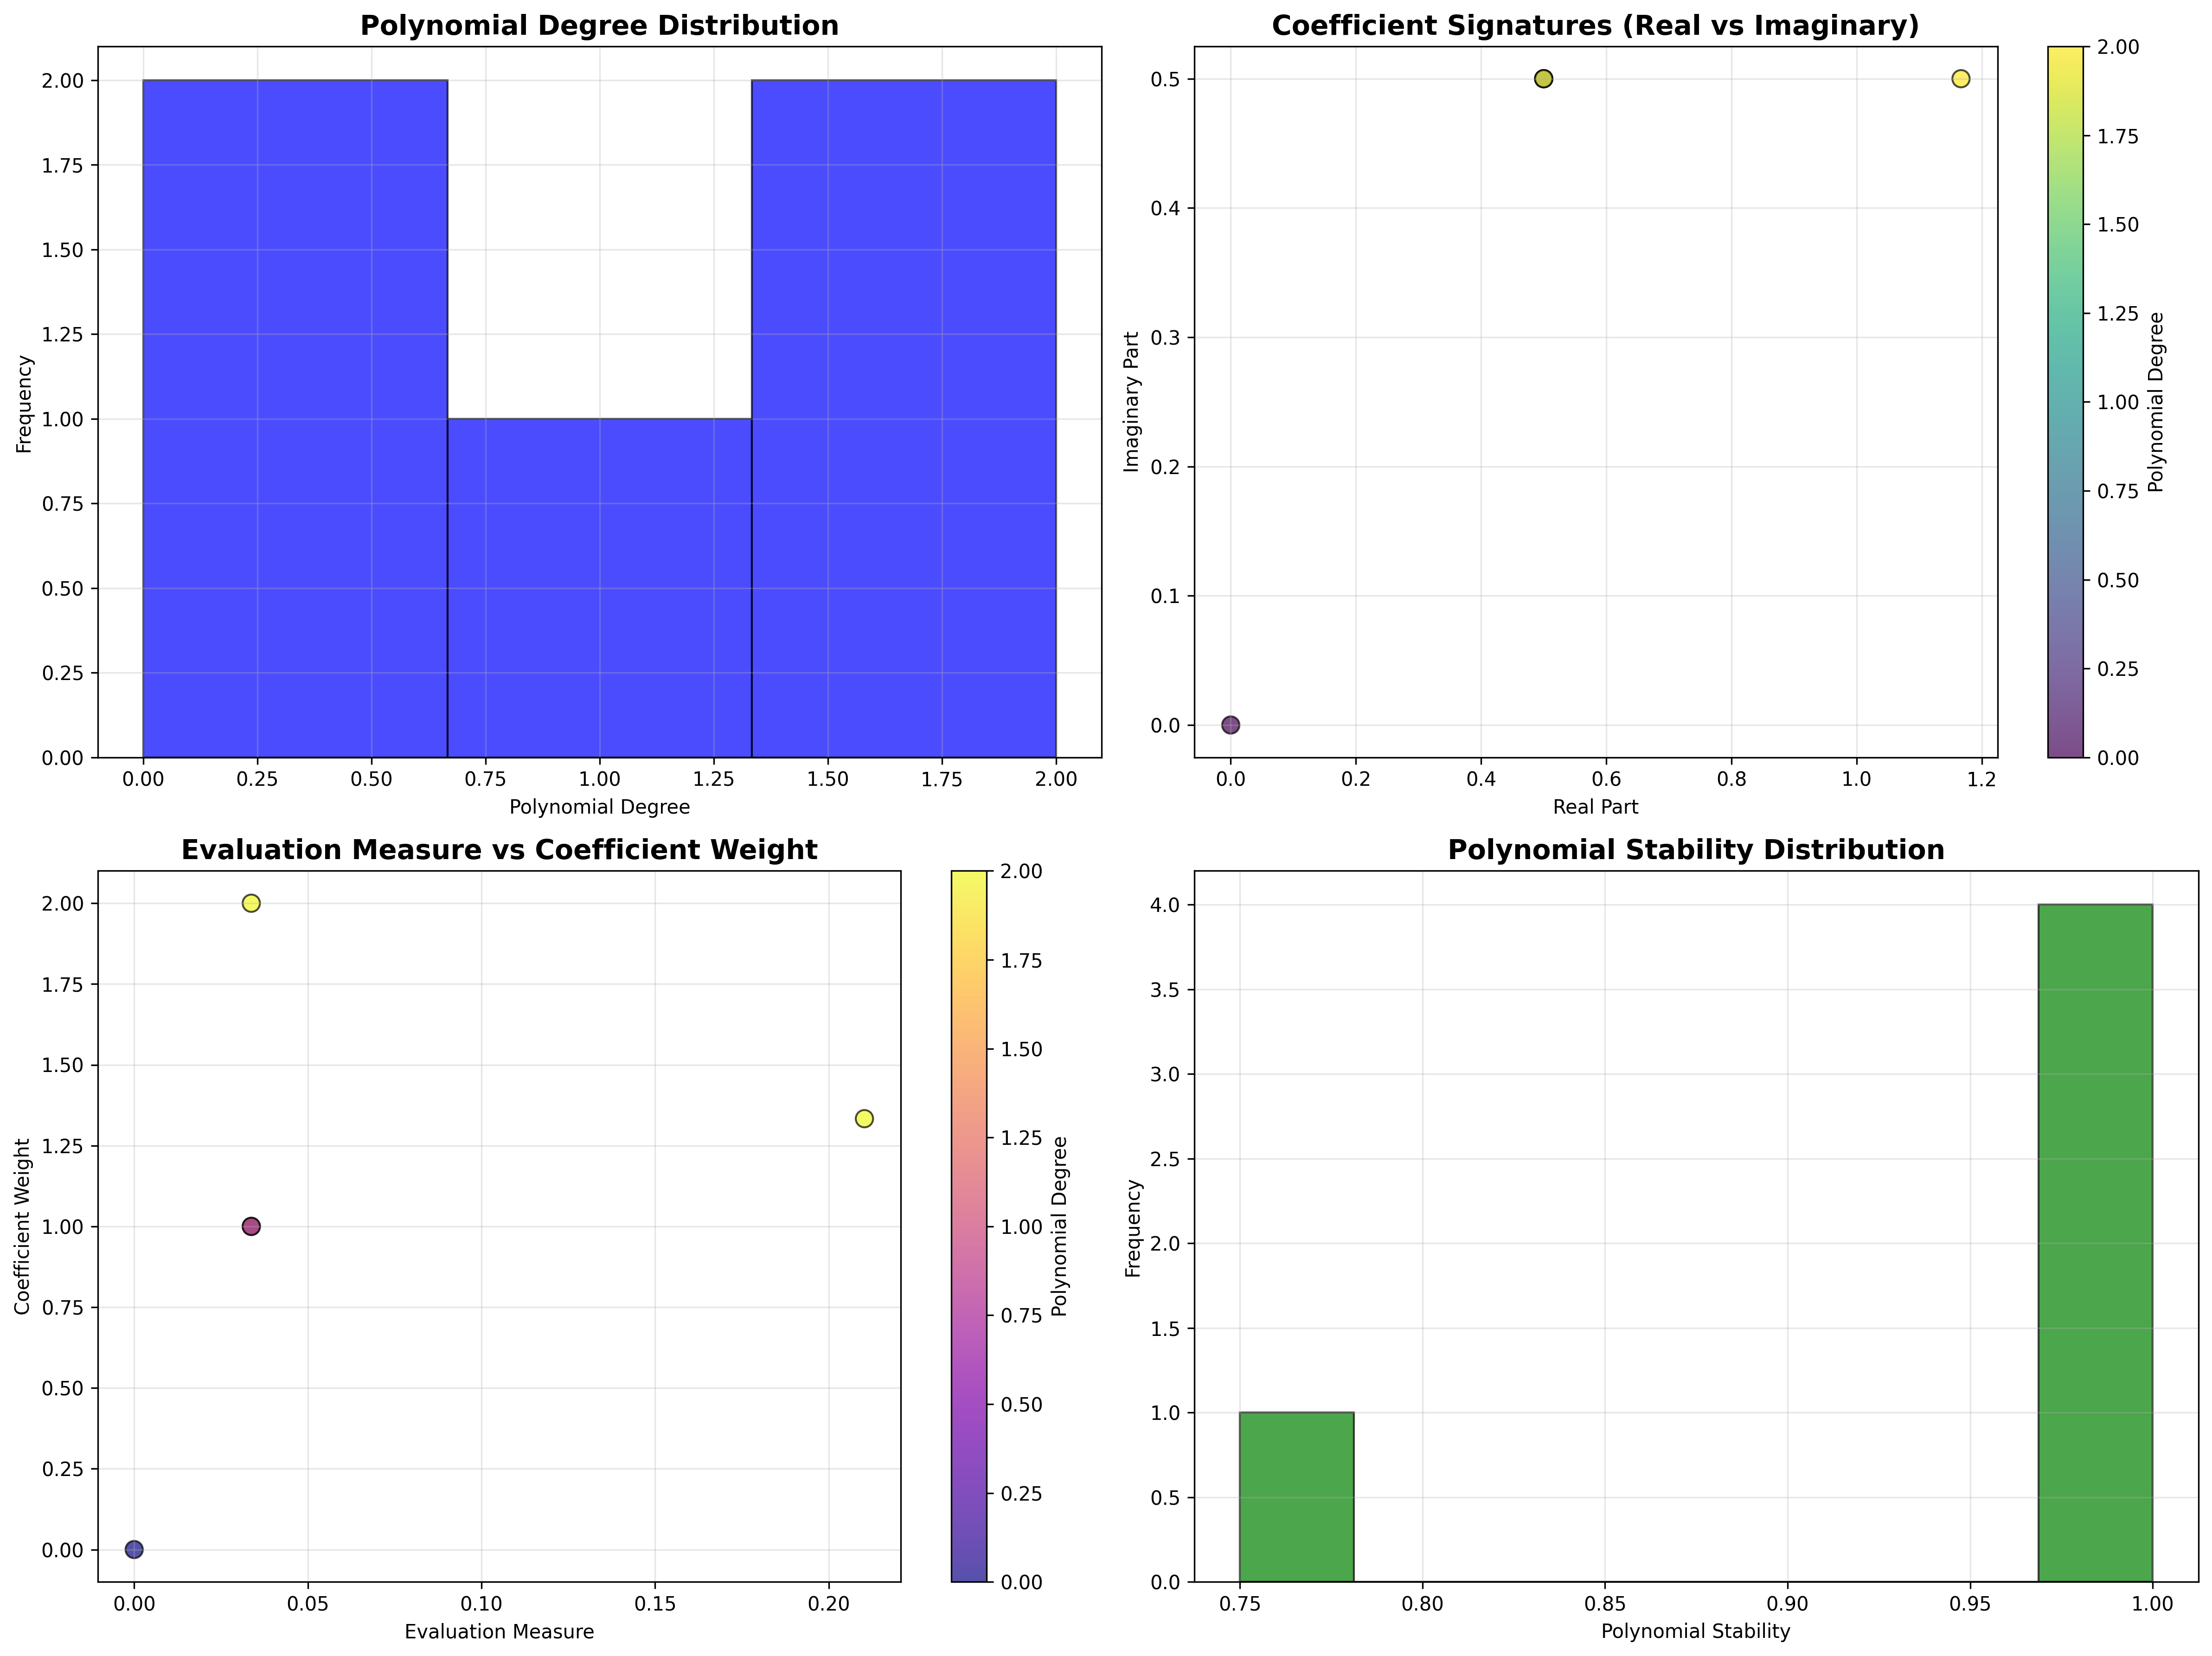 Polynomial Degree Distribution
2.00
1.75
1.50
1.25
1.00
0.75
0.50
0.25
0.00
Frequency
0.00 0.25 0.50 0.75 1.00 1.25 1.50 1.75 2.00
Polynomial Degree
Coefficient Signatures (Real vs Imaginary)
0.5
0.4
0.3
0.2
0.1
0.0
Imaginary Part
0.0 0.2 0.4 0.6 0.8 1.0 1.2
Real Part
2.00
1.75
1.50
1.25
1.00
0.75
0.50
0.25
0.00
Polynomial Degree
Evaluation Measure vs Coefficient Weight
2.00
1.75
1.50
1.25
1.00
0.75
0.50
0.25
0.00
Coefficient Weight
0.00 0.05 0.10 0.15 0.20
Evaluation Measure
2.00
1.75
1.50
1.25
1.00
0.75
0.50
0.25
0.00
Polynomial Degree
Polynomial Stability Distribution
4.0
3.5
3.0
2.5
2.0
1.5
1.0
0.5
0.0
Frequency
0.75 0.80 0.85 0.90 0.95 1.00
Polynomial Stability